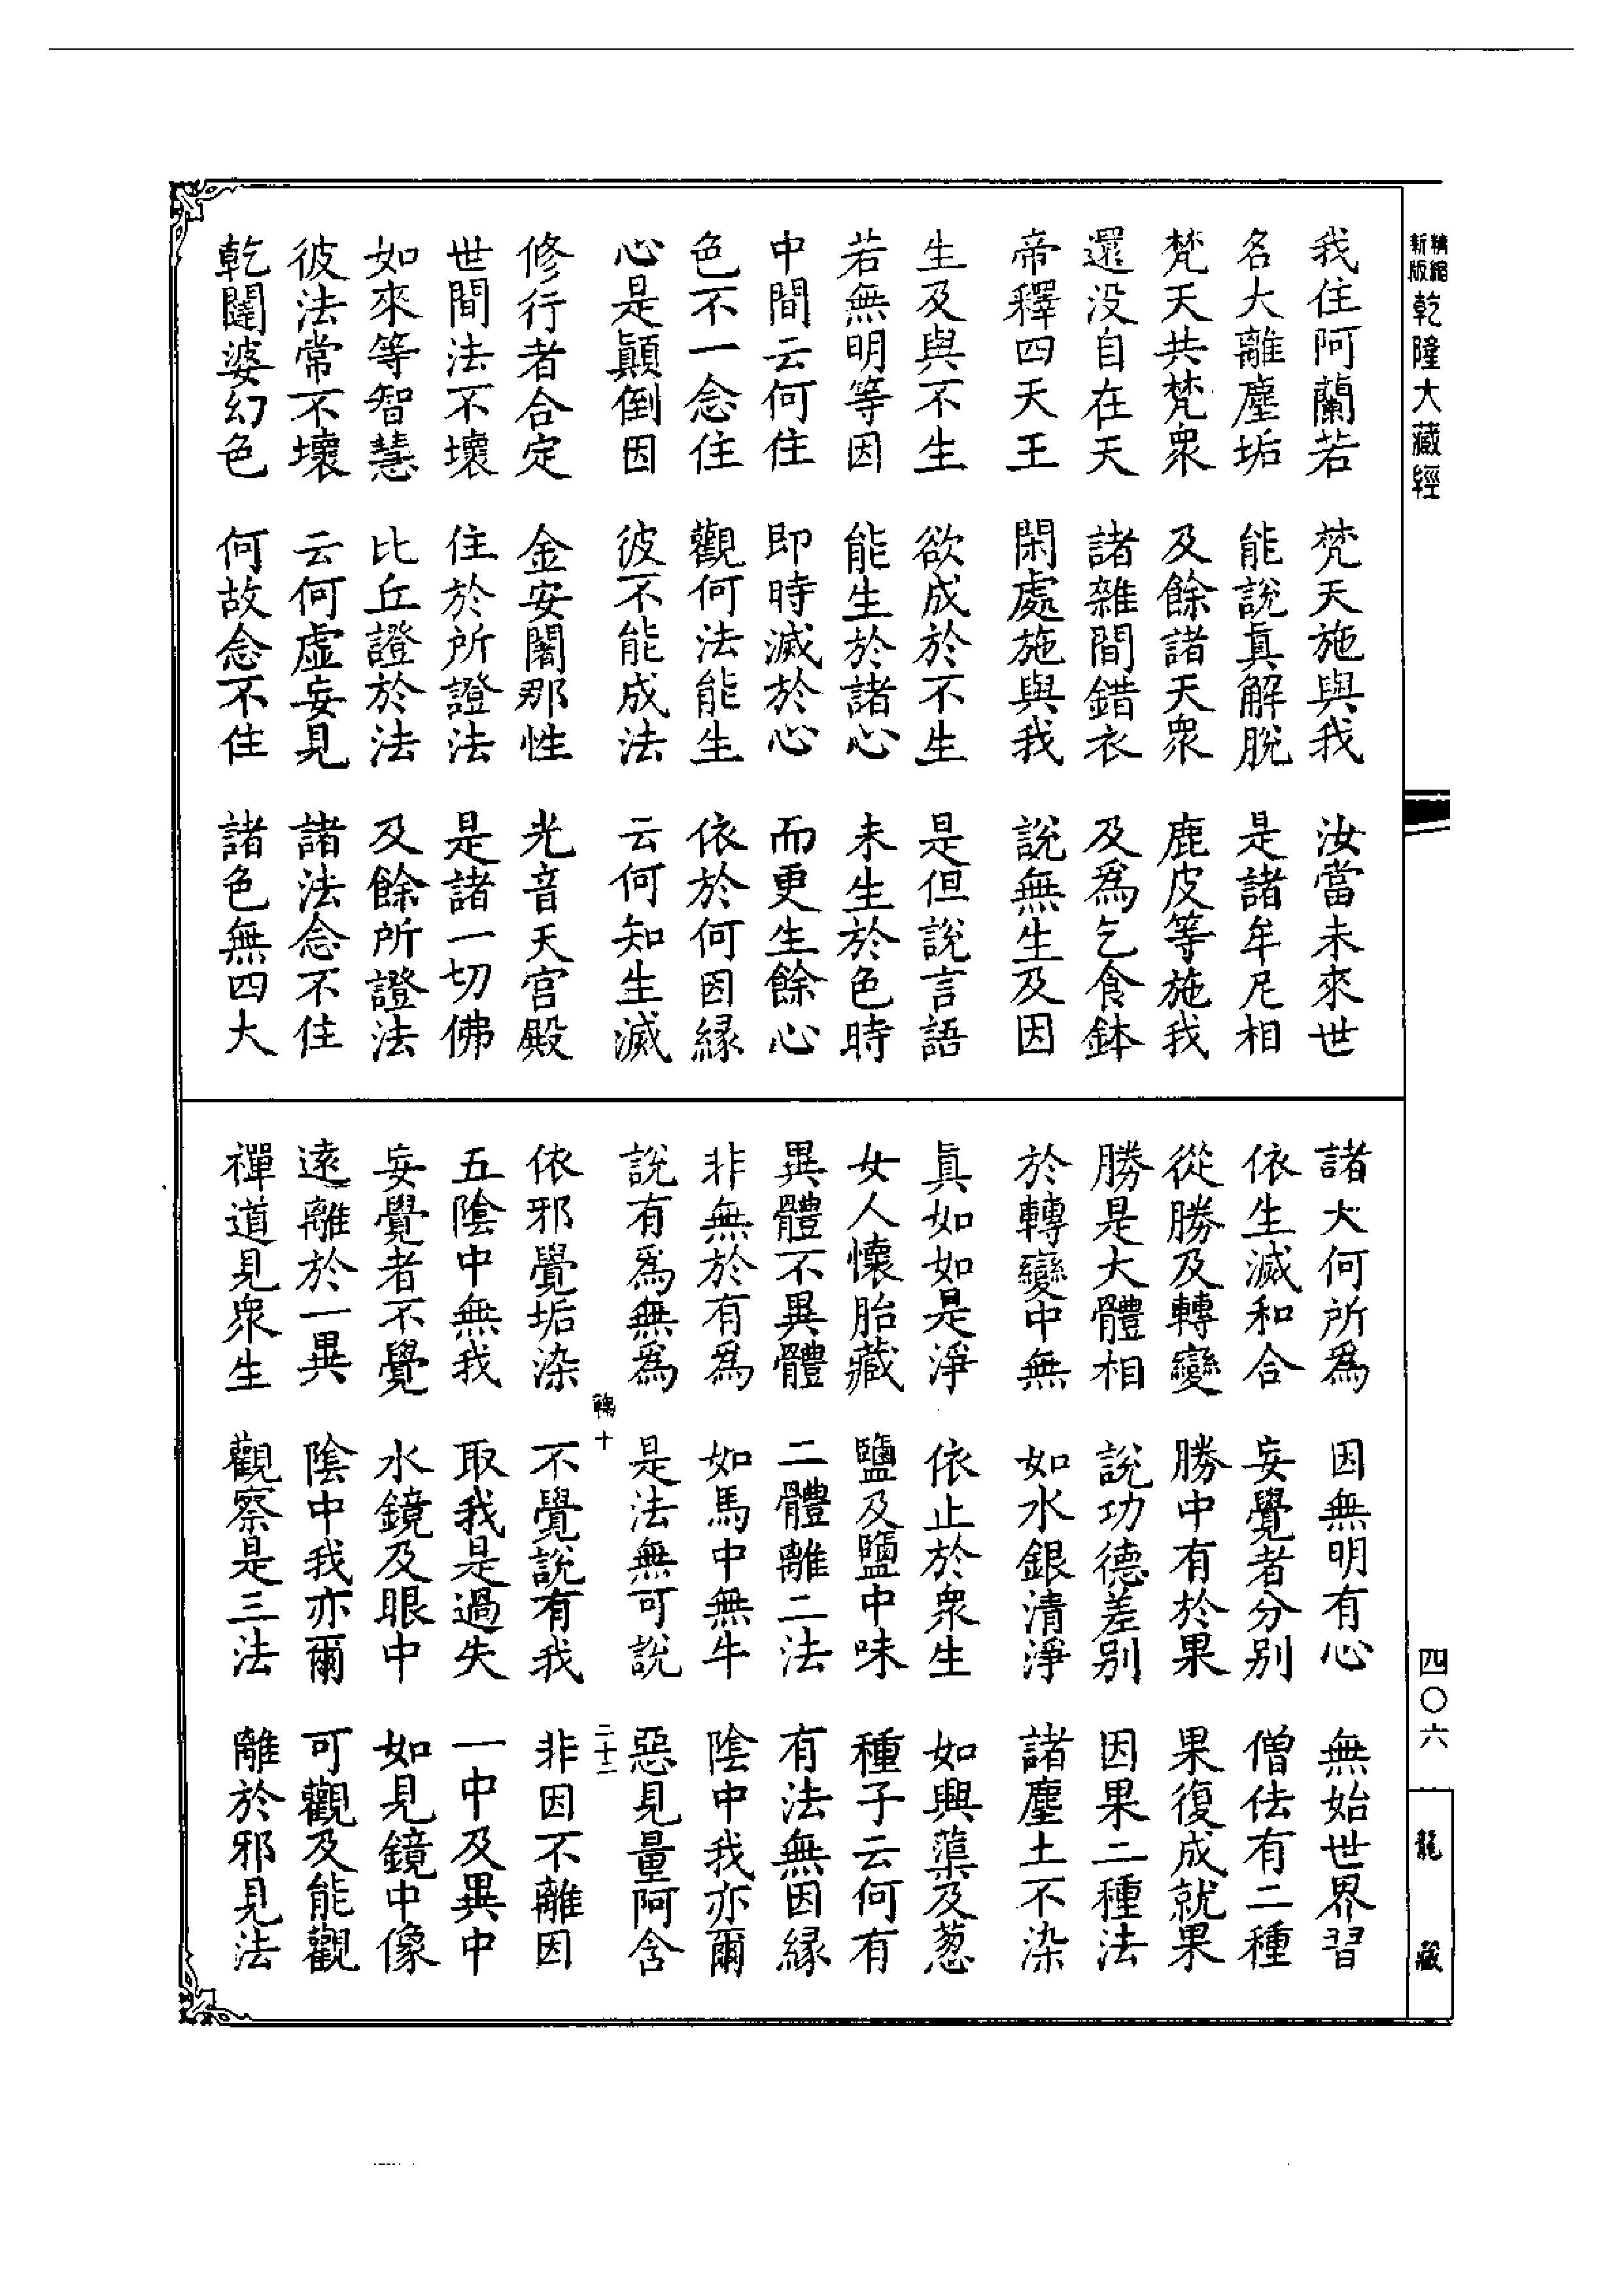 精縮新版乾隆大藏經
四〇六
龍藏
我住阿蘭若　梵天施與我　汝當未來世
名大離塵垢　能說真解脫　是諸牟尼相
梵天共梵衆　及餘諸天衆　鹿皮等施我
還没自在天　諸雜間錯衣　及爲乞食鉢
帝釋四天王　閑處施與我　說無生及因
生及與不生　欲成於不生　是但說言語
若無明等因　能生於諸心　未生於色時
中間云何住　即時滅於心　而更生餘心
色不一念住　觀何法能生　依於何因緣
心是顛倒因　彼不能成法　云何知生滅
修行者合定　金安闍那性　光音天宮殿
世間法不壞　住於所證法　是諸一切佛
如來等智慧　比丘證於法　及餘所證法
彼法常不壞　云何虛妄見　諸法念不住
乾闥婆幻色　何故念不住　諸色無四大
諸大何所爲　因無明有心　無始世界習
依生滅和合　妄覺者分別　僧佉有二種
從勝及轉變　勝中有於果　果復成就果
勝是大體相　說功德差別　因果二種法
於轉變中無　如水銀清淨　諸塵土不染
真如如是淨　依止於衆生　如興蕖及葱
女人懷胎藏　鹽及鹽中味　種子云何有
異體不異體　二體離二法　有法無因緣
非無於有爲　如馬中無牛　陰中我亦爾
說有爲無爲　是法無可說　惡見量阿含
十　二十二
依邪覺垢染　不覺說有我　非因不離因
五陰中無我　取我是過失　一中及異中
妄覺者不覺　水鏡及眼中　如見鏡中像
遠離於一異　陰中我亦爾　可觀及能觀
禪道見衆生　觀察是三法　離於邪見法